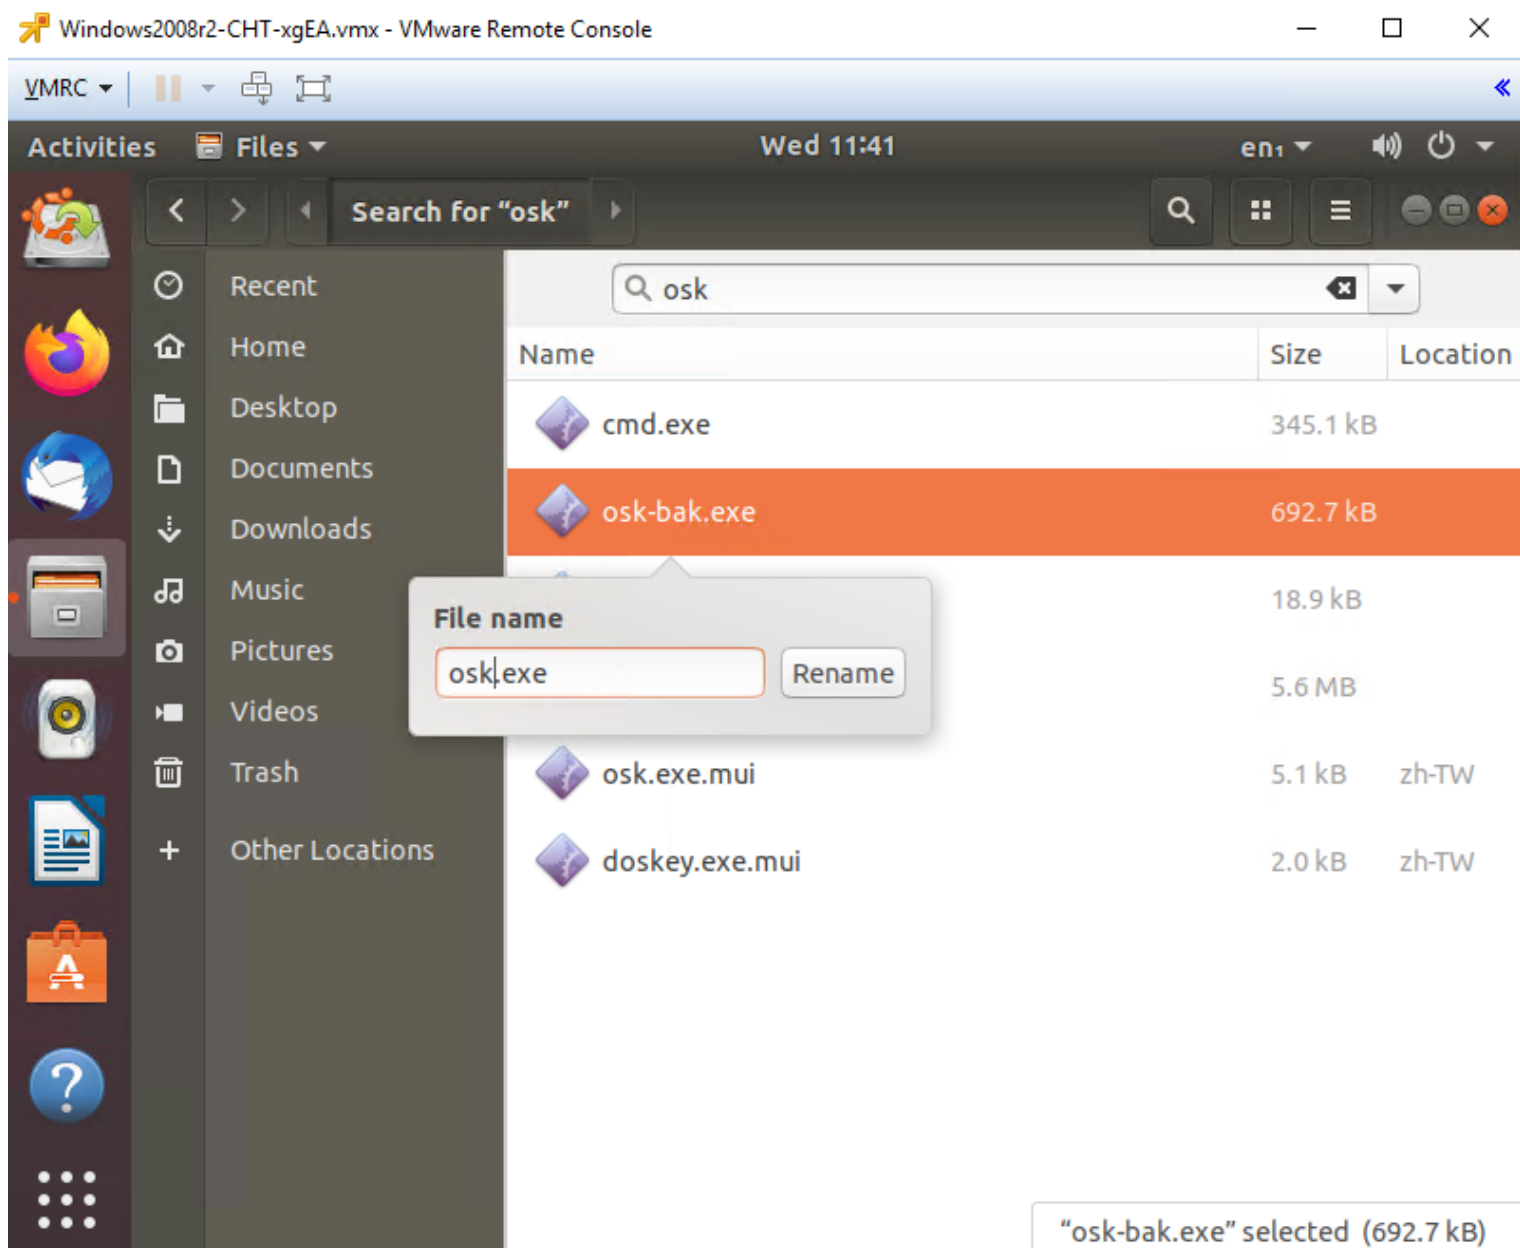 Windows2008r2-CHT-xgEA.vmx - VMware Remote Console
VMRC
Activities Files Wed 11:41 en₁
Search for “osk”
osk
Recent
Home
Desktop
Documents
Downloads
Music
Pictures
Videos
Trash
Other Locations
Name Size Location
cmd.exe 345.1 kB
osk-bak.exe 692.7 kB
18.9 kB
5.6 MB
osk.exe.mui 5.1 kB zh-TW
doskey.exe.mui 2.0 kB zh-TW
File name
osk.exe Rename
“osk-bak.exe” selected (692.7 kB)